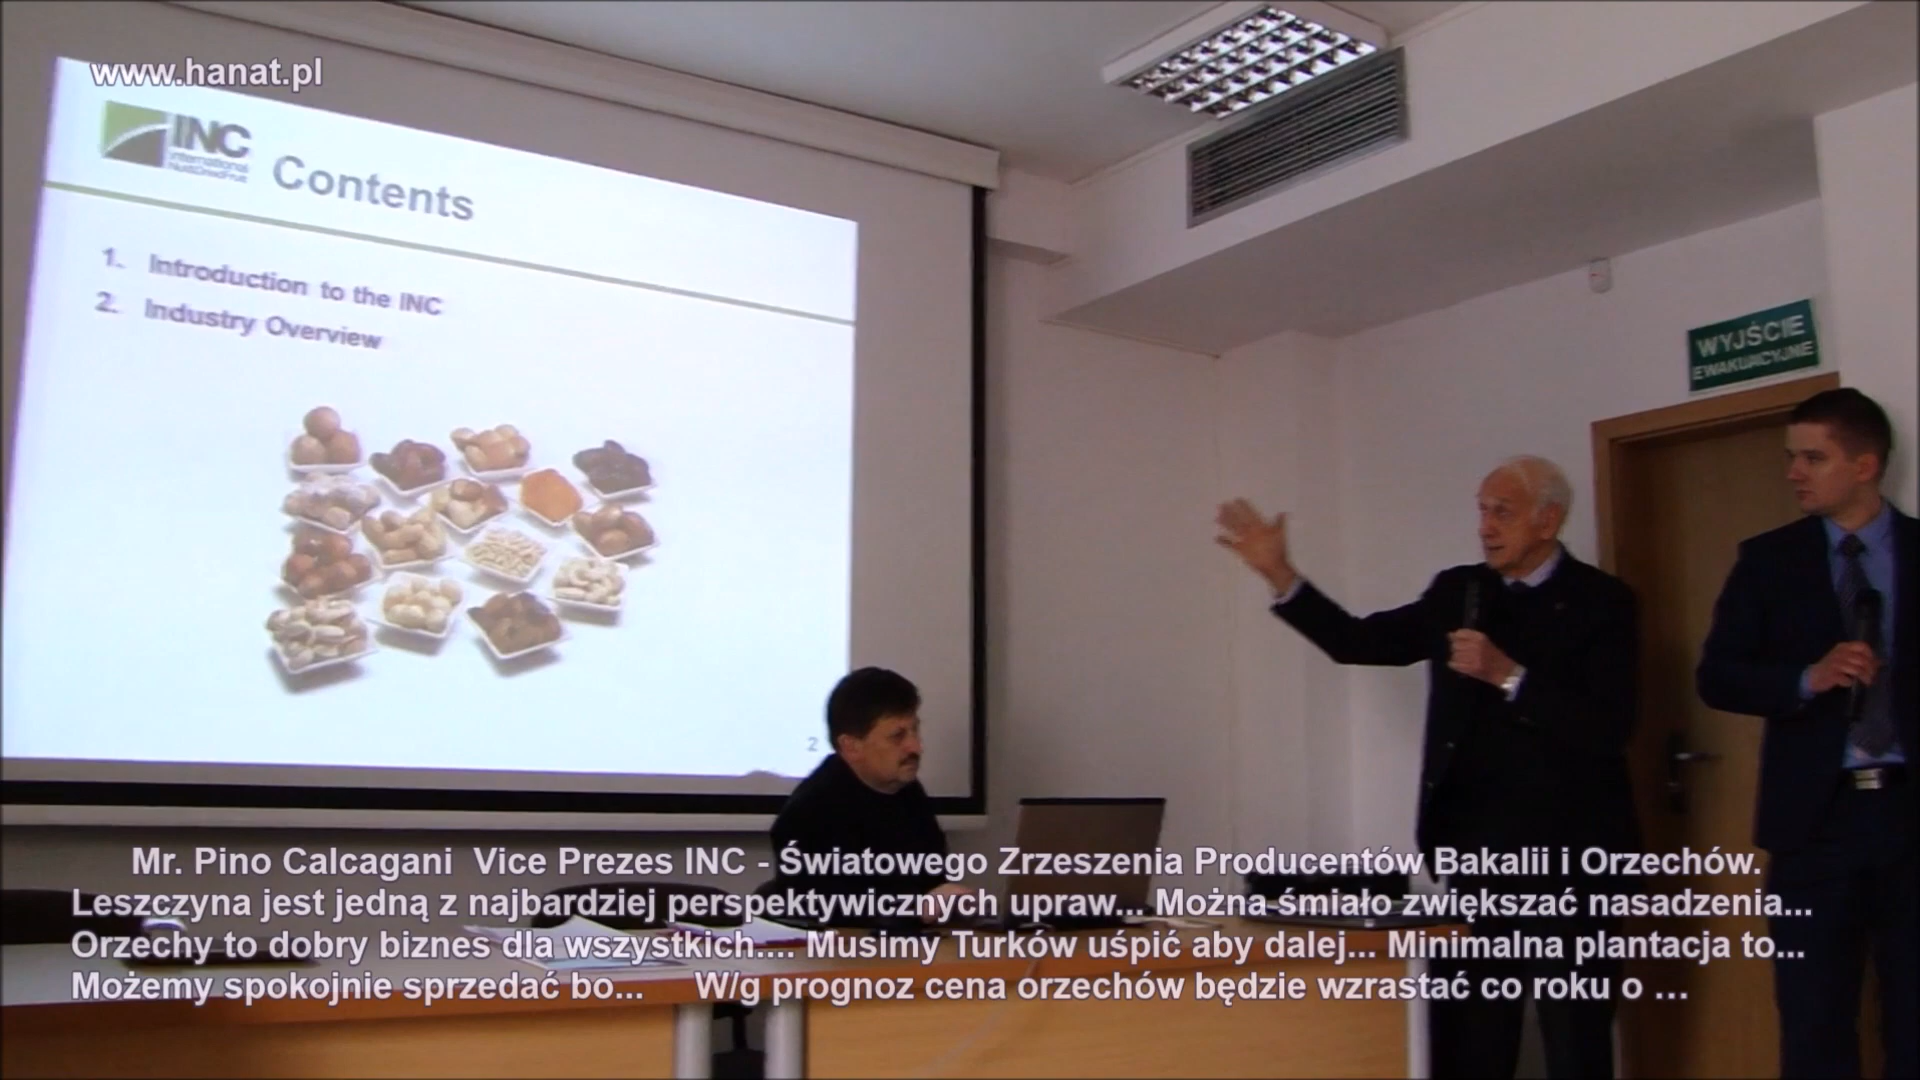 www.hanat.pl
INC
International
Nut&Dried Fruit
Contents
1. Introduction to the INC
2. Industry Overview
2
WYJŚCIE
EWAKUACYJNE
Mr. Pino Calcagani Vice Prezes INC - Światowego Zrzeszenia Producentów Bakalii i Orzechów.
Leszczyna jest jedną z najbardziej perspektywicznych upraw... Można śmiało zwiększać nasadzenia...
Orzechy to dobry biznes dla wszystkich.... Musimy Turków uśpić aby dalej... Minimalna plantacja to...
Możemy spokojnie sprzedać bo... W/g prognoz cena orzechów będzie wzrastać co roku o ...